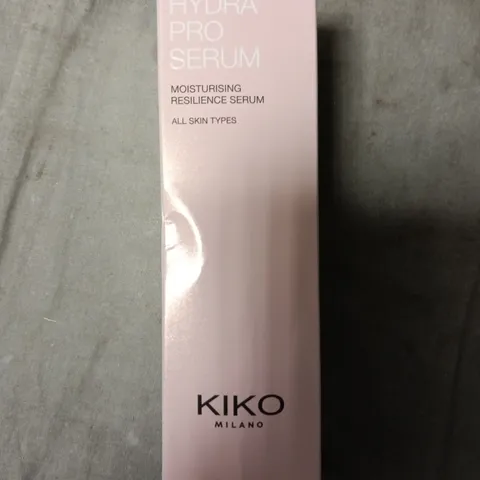 HYDRA
PRO
SERUM
MOISTURISING
RESILIENCE SERUM
ALL SKIN TYPES
KIKO
MILANO